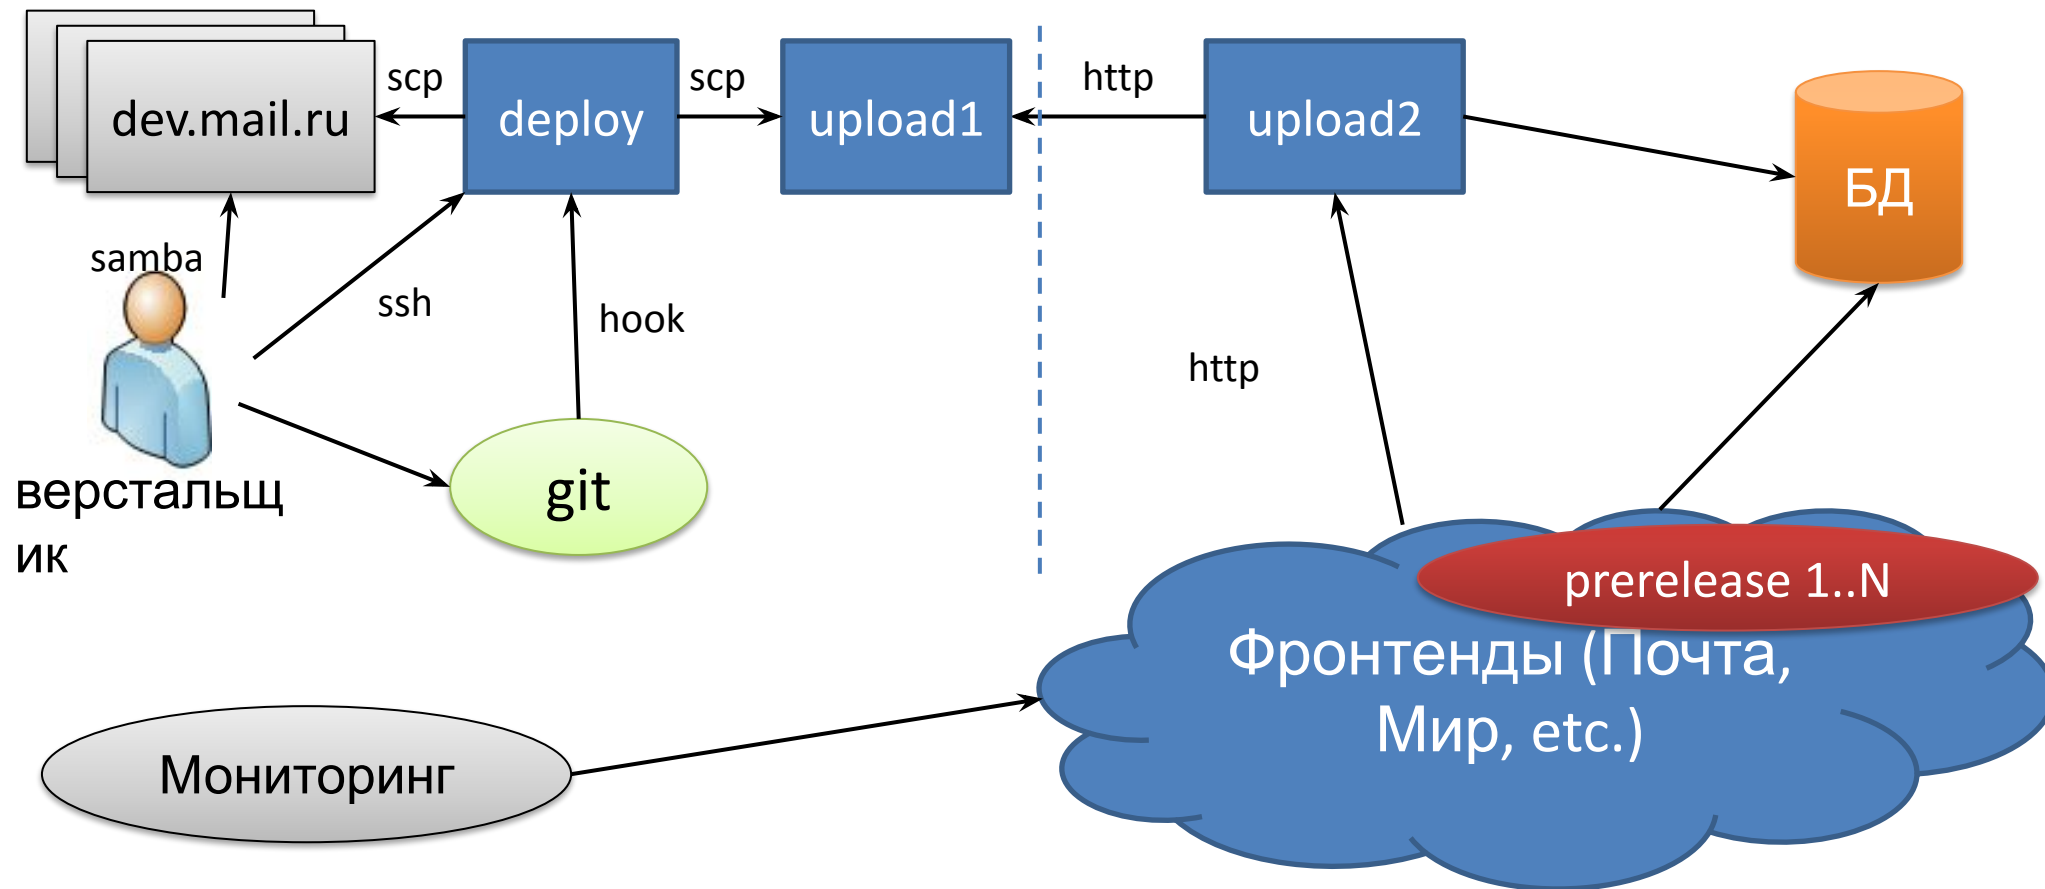 dev.mail.ru
scp
deploy
scp
upload1
http
upload2
БД
samba
ssh
hook
http
верстальщ
ик
git
prerelease 1..N
Фронтенды (Почта,
Мир, etc.)
Мониторинг